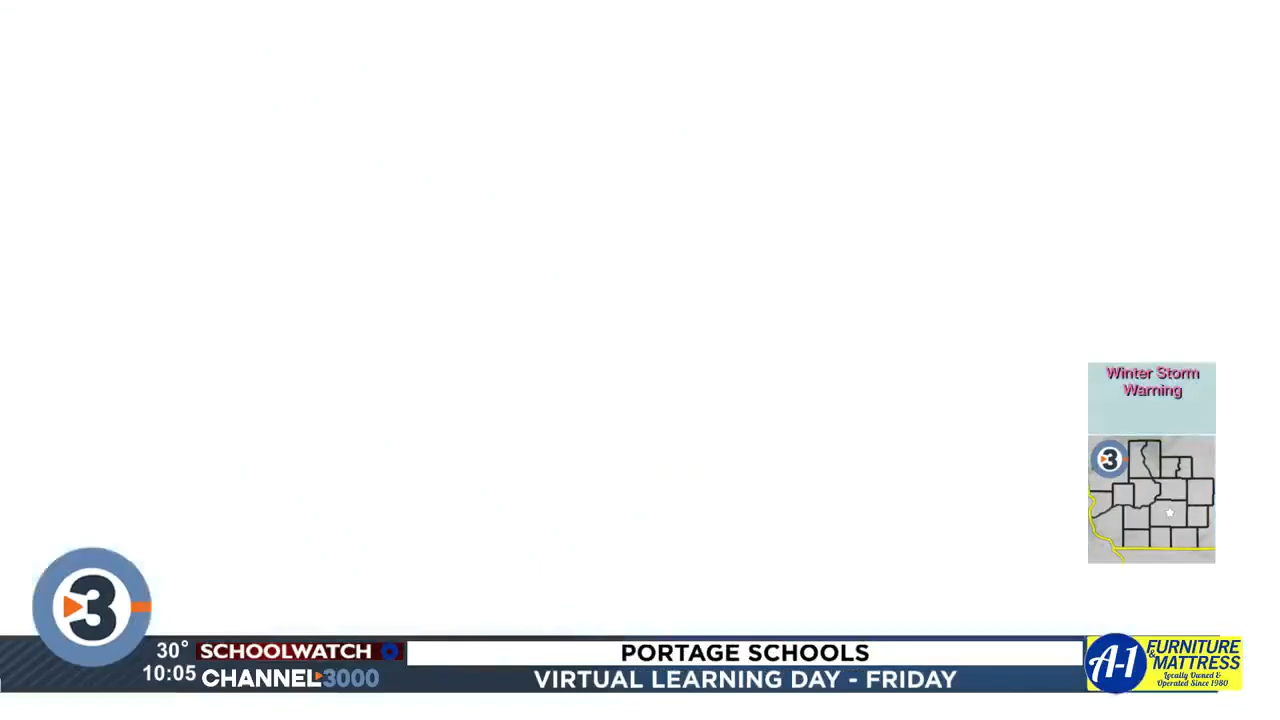 Winter Storm
Warning
3
3
30°
SCHOOLWATCH
PORTAGE SCHOOLS
10:05
CHANNEL3000
VIRTUAL LEARNING DAY - FRIDAY
A-1
FURNITURE
& MATTRESS
Locally Owned &
Operated Since 1980